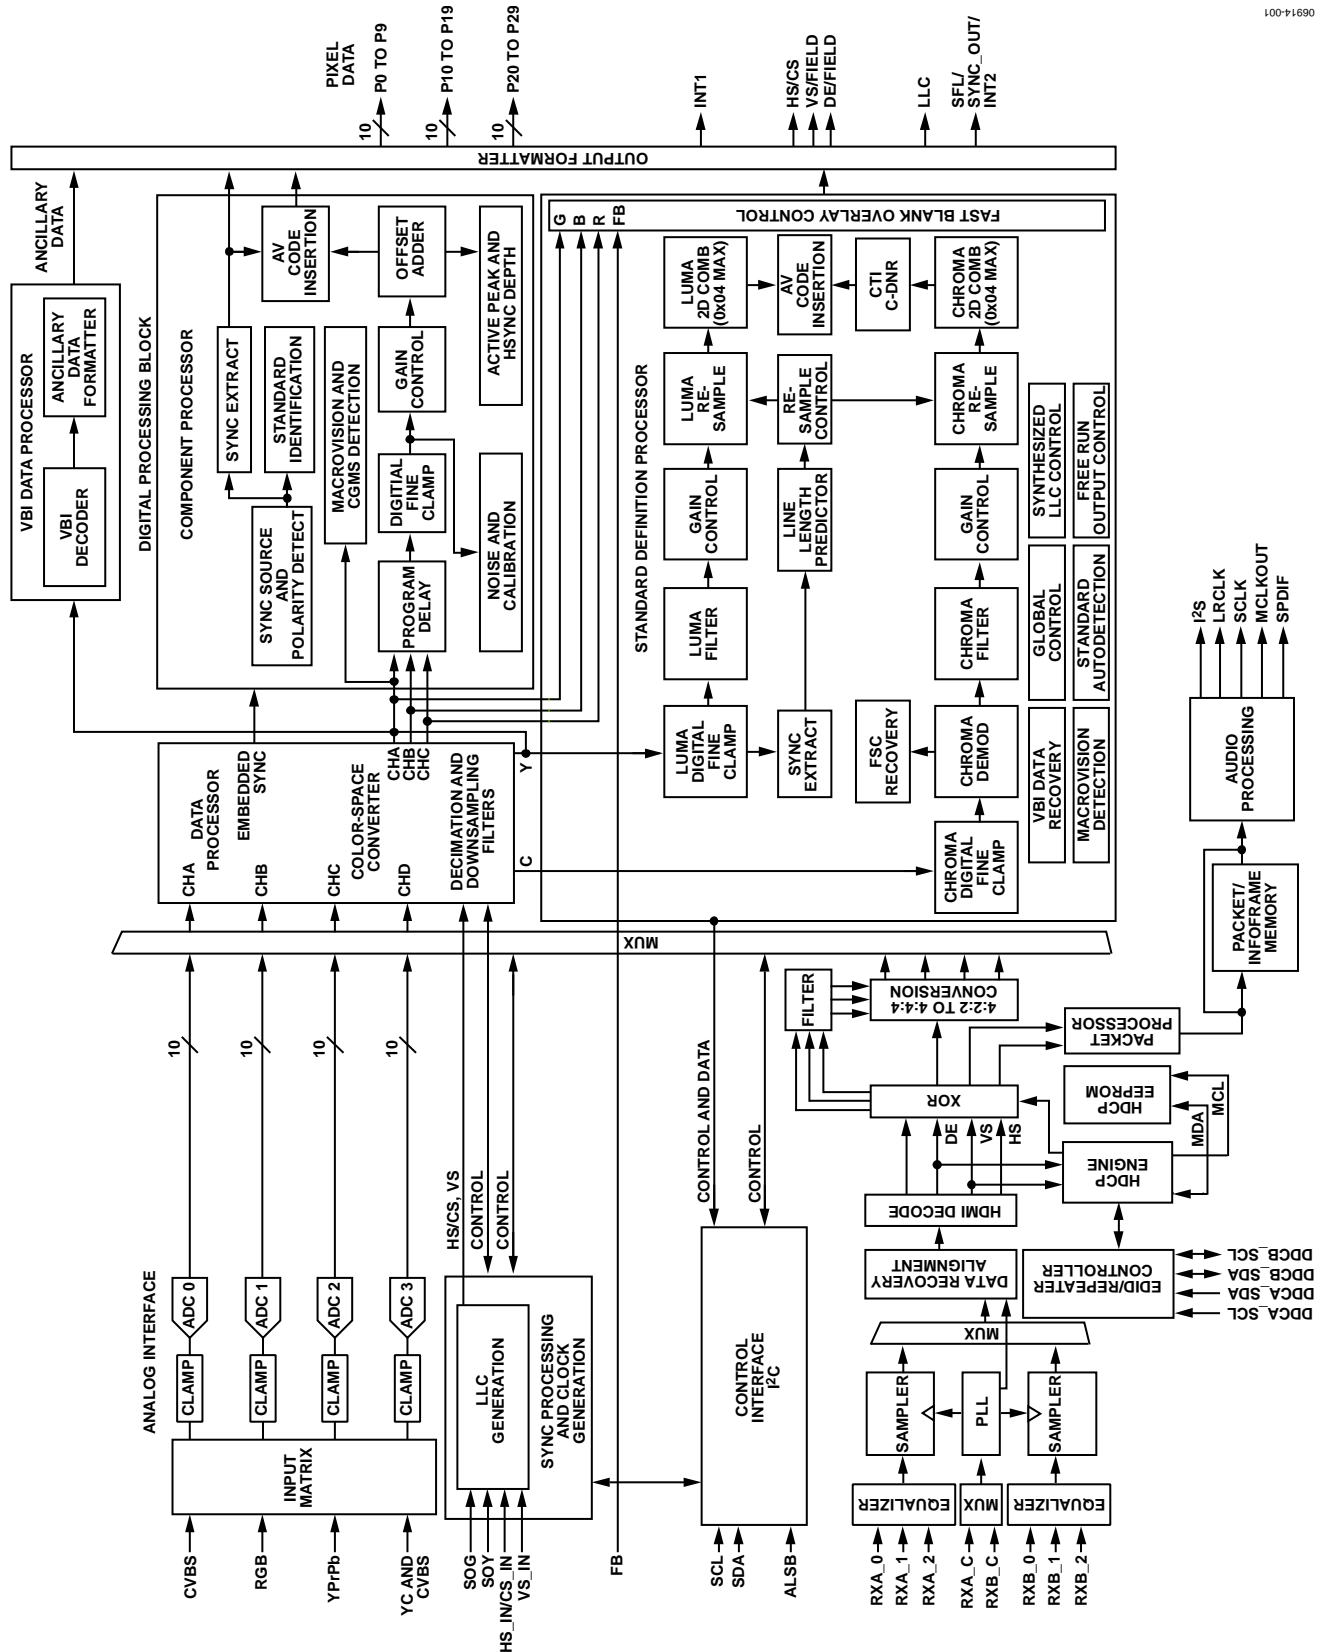 06914-001
PIXEL
DATA
P0 TO P9
P10 TO P19
P20 TO P29
10
10
10
INT1
HS/CS
VS/FIELD
DE/FIELD
LLC
SFL/
SYNC_OUT/
INT2
OUTPUT FORMATTER
ANCILLARY
DATA
VBI DATA PROCESSOR
ANCILLARY
DATA
FORMATTER
VBI
DECODER
DIGITAL PROCESSING BLOCK
COMPONENT PROCESSOR
SYNC EXTRACT
STANDARD
IDENTIFICATION
SYNC SOURCE
AND
POLARITY DETECT
MACROVISION AND
CGMS DETECTION
AV
CODE
INSERTION
OFFSET
ADDER
GAIN
CONTROL
DIGITIAL
FINE
CLAMP
PROGRAM
DELAY
ACTIVE PEAK AND
HSYNC DEPTH
NOISE AND
CALIBRATION
STANDARD DEFINITION PROCESSOR
G
B
R
FB
FAST BLANK OVERLAY CONTROL
LUMA
DIGITAL
FINE
CLAMP
LUMA
FILTER
GAIN
CONTROL
LUMA
RE-
SAMPLE
LUMA
2D COMB
(0x04 MAX)
SYNC
EXTRACT
LINE
LENGTH
PREDICTOR
RE-
SAMPLE
CONTROL
AV
CODE
INSERTION
FSC
RECOVERY
CTI
C-DNR
CHROMA
DIGITAL
FINE
CLAMP
CHROMA
DEMOD
CHROMA
FILTER
GAIN
CONTROL
CHROMA
RE-
SAMPLE
CHROMA
2D COMB
(0x04 MAX)
VBI DATA
RECOVERY
GLOBAL
CONTROL
SYNTHESIZED
LLC CONTROL
MACROVISION
DETECTION
STANDARD
AUTODETECTION
FREE RUN
OUTPUT CONTROL
CHA
CHB
CHC
CHD
DATA
PROCESSOR
EMBEDDED
SYNC
COLOR-SPACE
CONVERTER
CHA
CHB
CHC
DECIMATION AND
DOWNSAMPLING
FILTERS
Y
C
MUX
ANALOG INTERFACE
10
10
10
10
ADC 0
ADC 1
ADC 2
ADC 3
CLAMP
CLAMP
CLAMP
CLAMP
INPUT
MATRIX
CVBS
RGB
YPrPb
YC AND
CVBS
HS/CS, VS
CONTROL
CONTROL
LLC
GENERATION
SYNC PROCESSING
AND CLOCK
GENERATION
SOG
SOY
HS_IN/CS_IN
VS_IN
FB
CONTROL AND DATA
CONTROL
CONTROL
INTERFACE
I2C
SCL
SDA
ALSB
FILTER
4:2:2 TO 4:4:4
CONVERSION
XOR
DE
VS
HS
HDMI DECODE
DATA RECOVERY
ALIGNMENT
MUX
SAMPLER
PLL
SAMPLER
EQUALIZER
MUX
EQUALIZER
RXA_0
RXA_1
RXA_2
RXA_C
RXB_C
RXB_0
RXB_1
RXB_2
PACKET
PROCESSOR
HDCP
EEPROM
MDA
MCL
HDCP
ENGINE
EDID/REPEATER
CONTROLLER
DDCB_SCL
DDCB_SDA
DDCA_SDA
DDCA_SCL
PACKET/
INFOFRAME
MEMORY
AUDIO
PROCESSING
I2S
LRCLK
SCLK
MCLKOUT
SPDIF